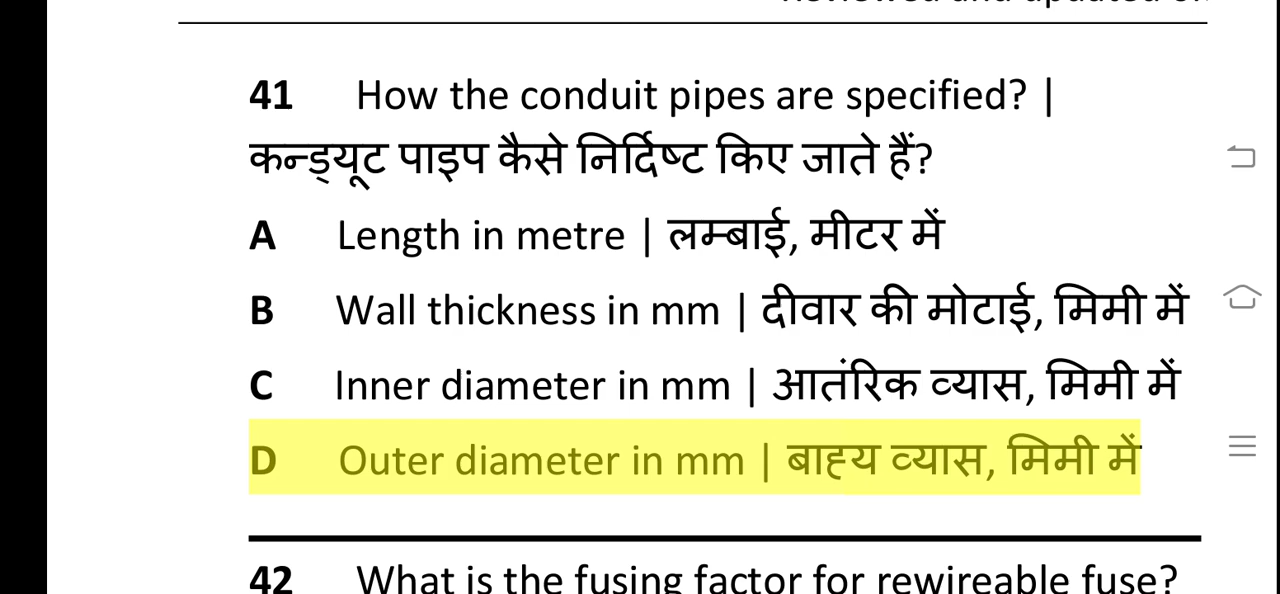 41 How the conduit pipes are specified? |
कन्ड्यूट पाइप कैसे निर्दिष्ट किए जाते हैं?
A Length in metre | लम्बाई, मीटर में
B Wall thickness in mm | दीवार की मोटाई, मिमी में
C Inner diameter in mm | आतंरिक व्यास, मिमी में
D Outer diameter in mm | बाह्य व्यास, मिमी में
42 What is the fusing factor for rewireable fuse?